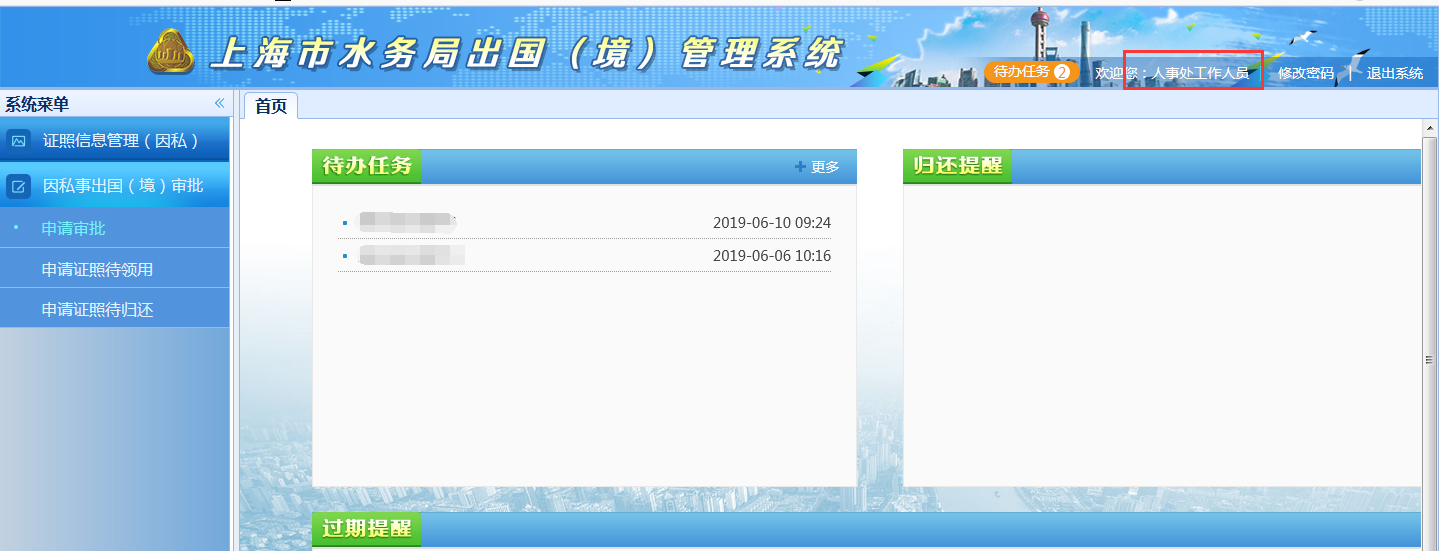 上海市水务局出国（境）管理系统
待办任务 2 欢迎您：人事处工作人员 修改密码 | 退出系统
系统菜单 «
首页
证照信息管理（因私）
因私事出国（境）审批
申请审批
申请证照待领用
申请证照待归还
待办任务
+ 更多
2019-06-10 09:24
2019-06-06 10:16
归还提醒
过期提醒